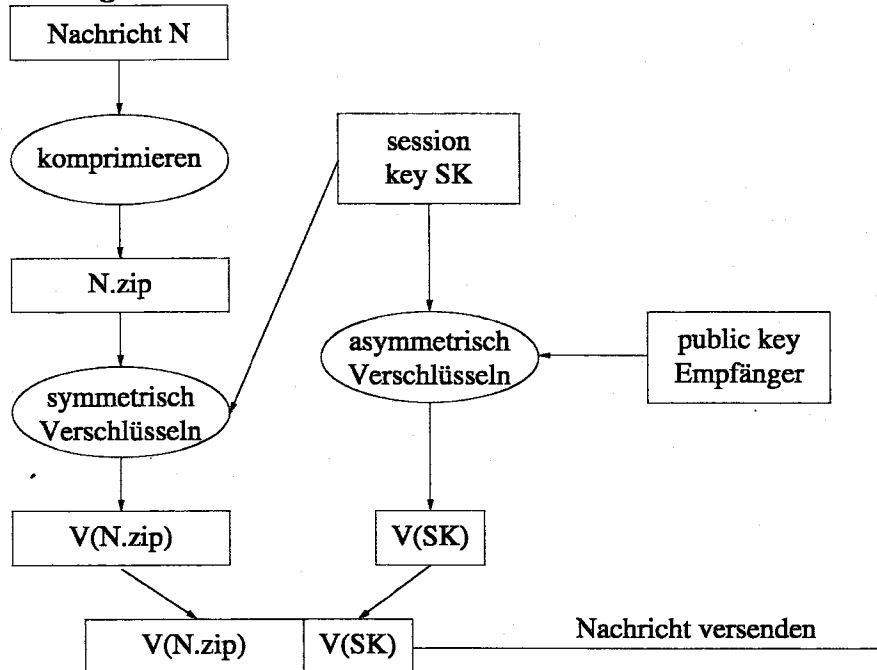 Nachricht N
komprimieren
session
key SK
N.zip
asymmetrisch
Verschlüsseln
public key
Empfänger
symmetrisch
Verschlüsseln
V(N.zip)
V(SK)
V(N.zip)
V(SK)
Nachricht versenden